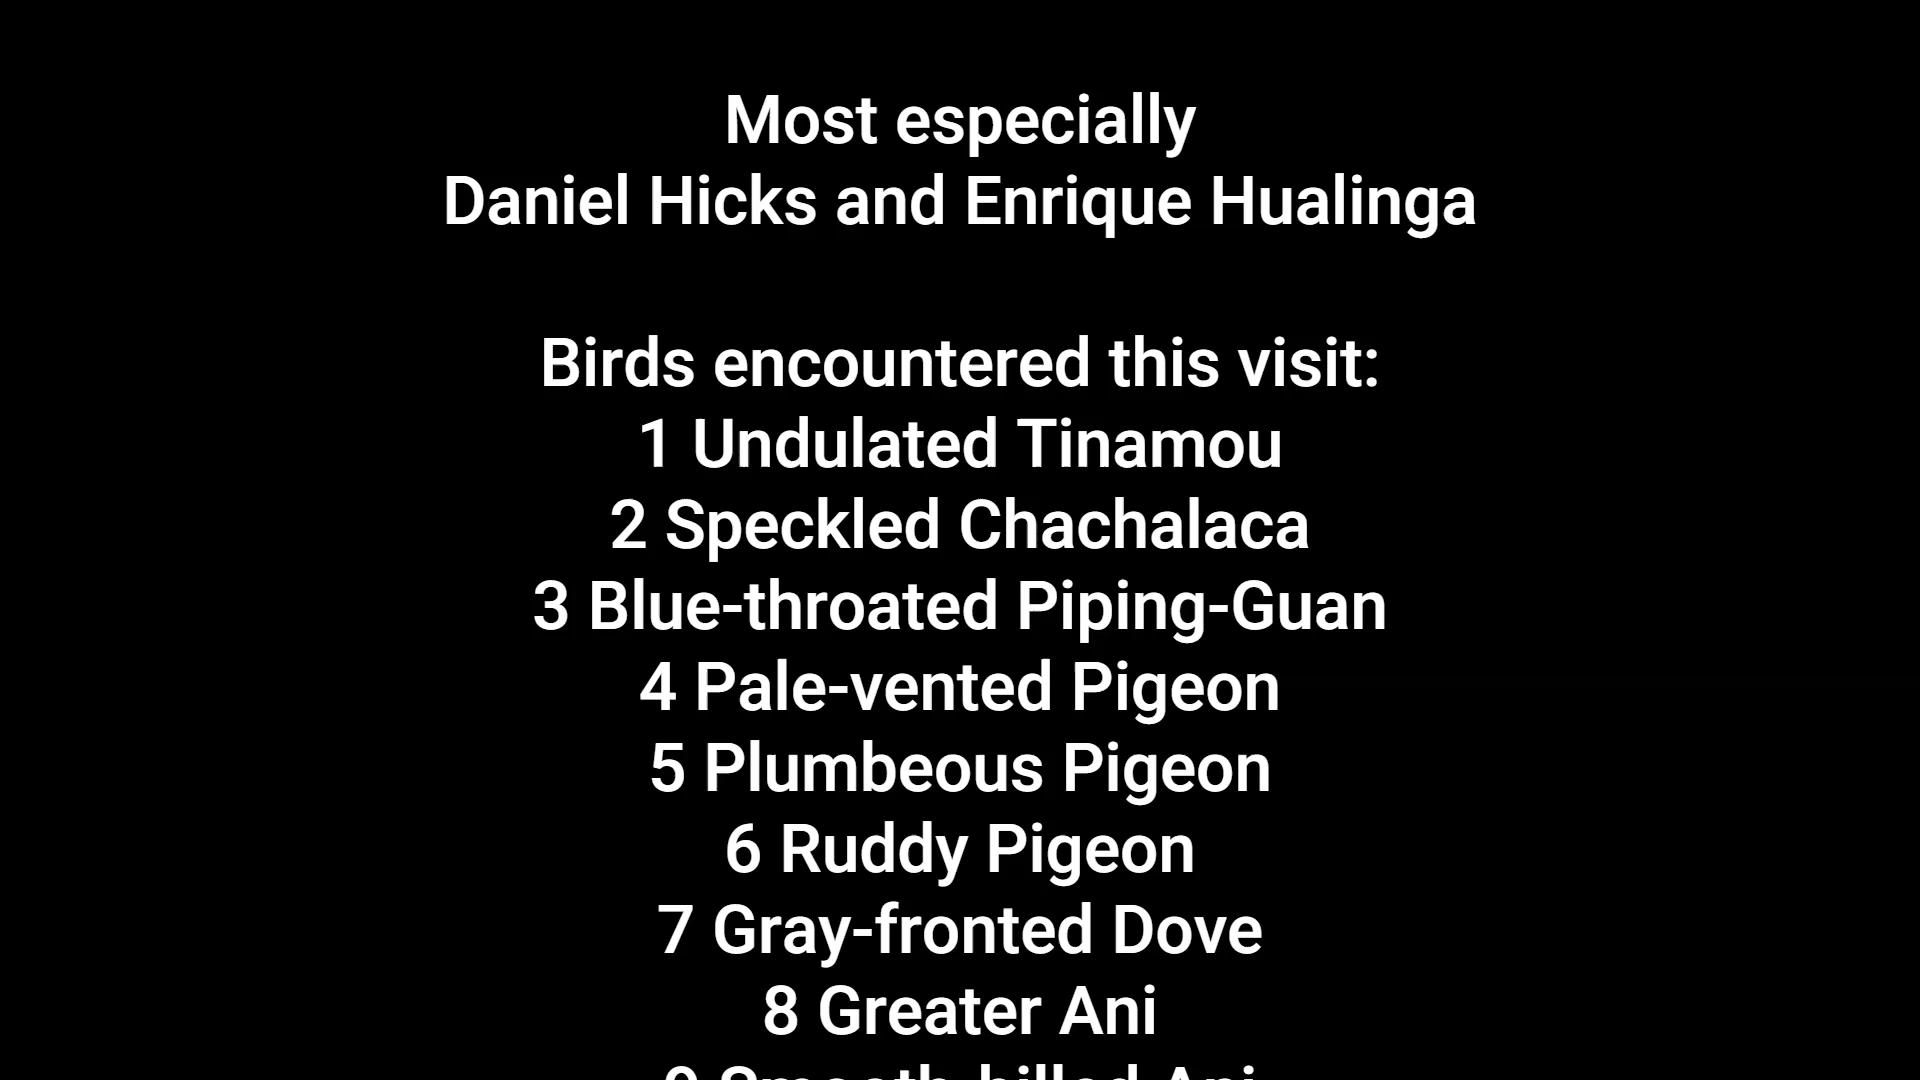 Most especially
Daniel Hicks and Enrique Hualinga
Birds encountered this visit:
1 Undulated Tinamou
2 Speckled Chachalaca
3 Blue-throated Piping-Guan
4 Pale-vented Pigeon
5 Plumbeous Pigeon
6 Ruddy Pigeon
7 Gray-fronted Dove
8 Greater Ani
9 Smooth-billed Ani